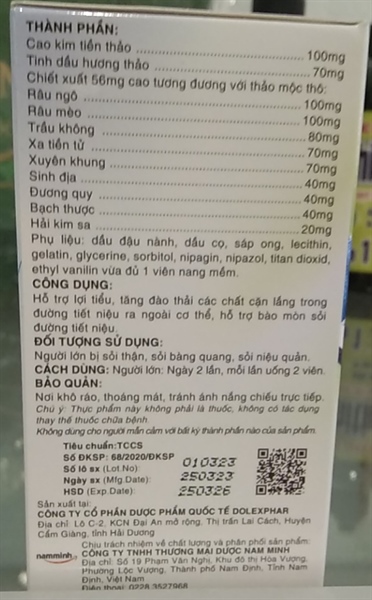 THÀNH PHẦN:
Cao kim tiền thảo ........ 100mg
Tinh dầu hương thảo ........ 70mg
Chiết xuất 56mg cao tương đương với thảo mộc thô:
Râu ngô ........ 100mg
Râu mèo ........ 100mg
Trầu không ........ 80mg
Xa tiền tử ........ 70mg
Xuyên khung ........ 70mg
Sinh địa ........ 40mg
Đương quy ........ 40mg
Bạch thược ........ 40mg
Hải kim sa ........ 20mg
Phụ liệu: dầu đậu nành, dầu cọ, sáp ong, lecithin,
gelatin, glycerine, sorbitol, nipagin, nipazol, titan dioxid,
ethyl vanilin vừa đủ 1 viên nang mềm.
CÔNG DỤNG:
Hỗ trợ lợi tiểu, tăng đào thải các chất cặn lắng trong
đường tiết niệu ra ngoài cơ thể, hỗ trợ bào mòn sỏi
đường tiết niệu.
ĐỐI TƯỢNG SỬ DỤNG:
Người lớn bị sỏi thận, sỏi bàng quang, sỏi niệu quản.
CÁCH DÙNG: Người lớn: Ngày 2 lần, mỗi lần uống 2 viên.
BẢO QUẢN:
Nơi khô ráo, thoáng mát, tránh ánh nắng chiếu trực tiếp.
Chú ý: Thực phẩm này không phải là thuốc, không có tác dụng
thay thế thuốc chữa bệnh.
Không dùng cho người mẫn cảm với bất kỳ thành phần nào của sản phẩm.
Tiêu chuẩn:TCCS
Số ĐKSP: 68/2020/ĐKSP
Số lô sx (Lot.No): 010323
Ngày sx (Mfg.Date): 250323
HSD (Exp.Date): 250326
Sản xuất tại:
CÔNG TY CỔ PHẦN DƯỢC PHẨM QUỐC TẾ DOLEXPHAR
Địa chỉ: Lô C-2, KCN Đại An mở rộng, Thị trấn Lai Cách, Huyện
Cẩm Giàng, tỉnh Hải Dương
Chịu trách nhiệm về chất lượng và phân phối sản phẩm:
namminh CÔNG TY TNHH THƯƠNG MẠI DƯỢC NAM MINH
Địa chỉ: Số 19 Phạm Văn Nghị, Khu đô thị Hòa Vượng,
Phường Lộc Vượng, Thành phố Nam Định, Tỉnh Nam
Định, Việt Nam
Điện thoại: 0228.3527968